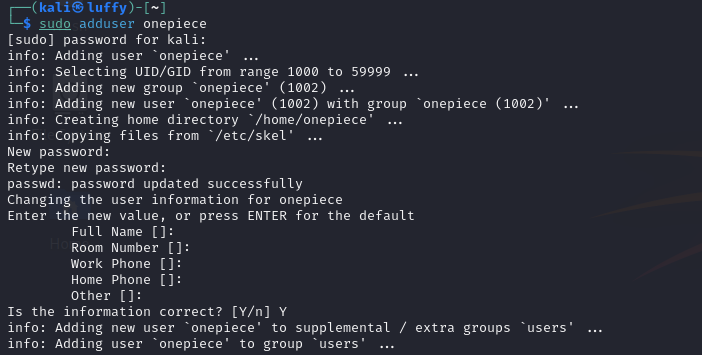 ┌──(kali㉿luffy)-[~]
└─$ sudo adduser onepiece
[sudo] password for kali:
info: Adding user `onepiece' ...
info: Selecting UID/GID from range 1000 to 59999 ...
info: Adding new group `onepiece' (1002) ...
info: Adding new user `onepiece' (1002) with group `onepiece (1002)' ...
info: Creating home directory `/home/onepiece' ...
info: Copying files from `/etc/skel' ...
New password:
Retype new password:
passwd: password updated successfully
Changing the user information for onepiece
Enter the new value, or press ENTER for the default
        Full Name []:
        Room Number []:
        Work Phone []:
        Home Phone []:
        Other []:
Is the information correct? [Y/n] Y
info: Adding new user `onepiece' to supplemental / extra groups `users' ...
info: Adding user `onepiece' to group `users' ...